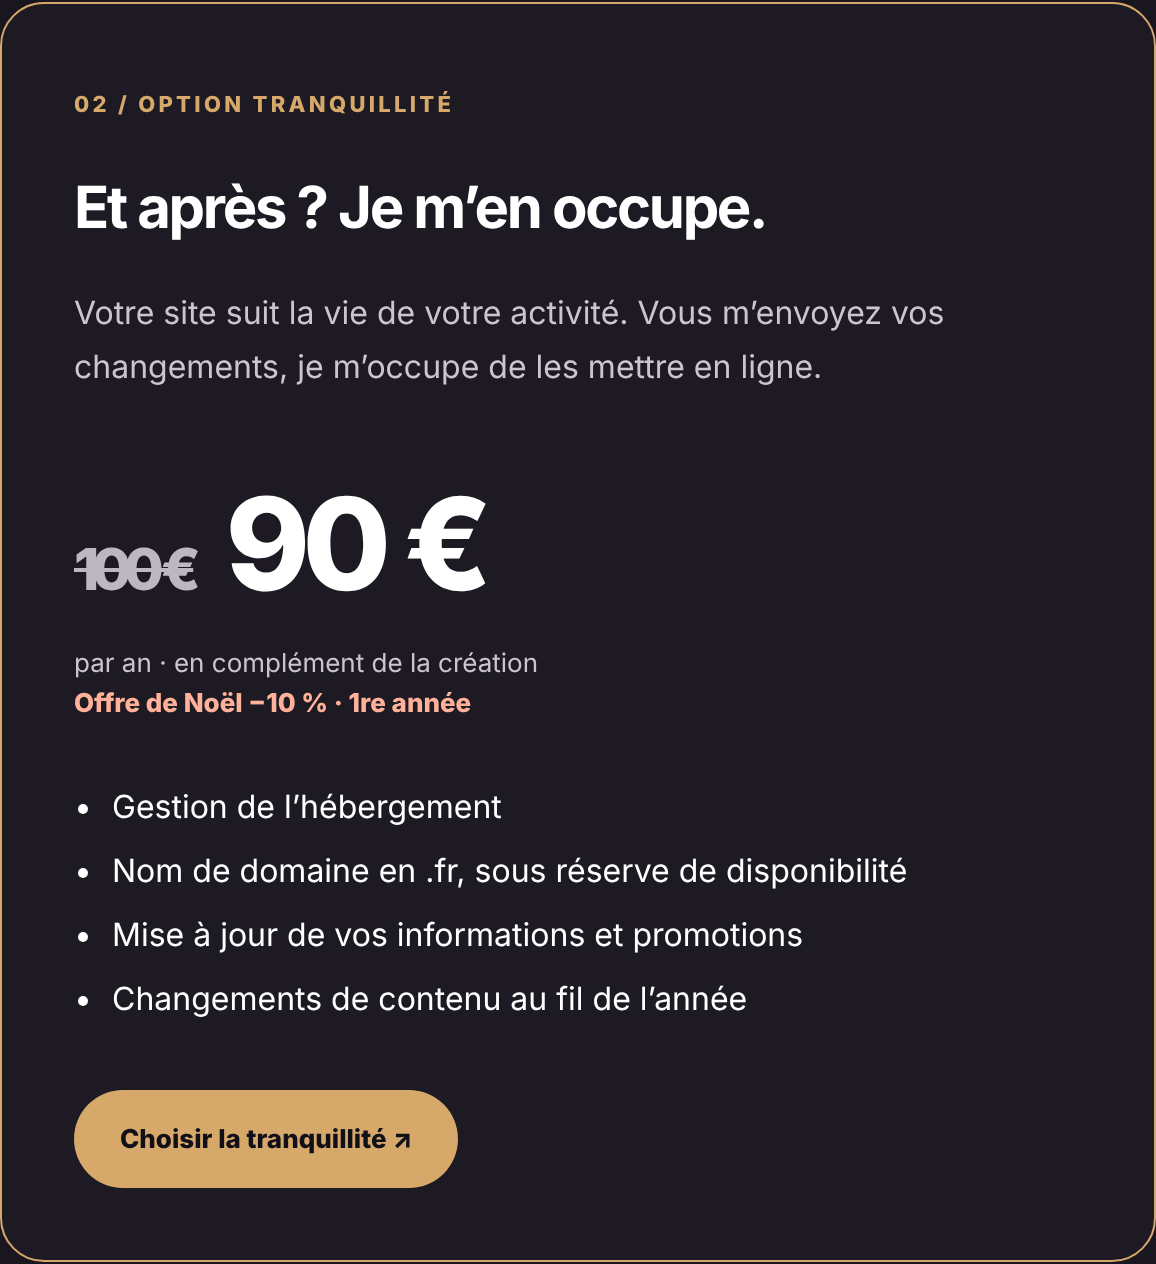 02 / OPTION TRANQUILLITÉ
Et après ? Je m’en occupe.
Votre site suit la vie de votre activité. Vous m’envoyez vos
changements, je m’occupe de les mettre en ligne.
100 € 90 €
par an · en complément de la création
Offre de Noël −10 % · 1re année
• Gestion de l’hébergement
• Nom de domaine en .fr, sous réserve de disponibilité
• Mise à jour de vos informations et promotions
• Changements de contenu au fil de l’année
Choisir la tranquillité ↗